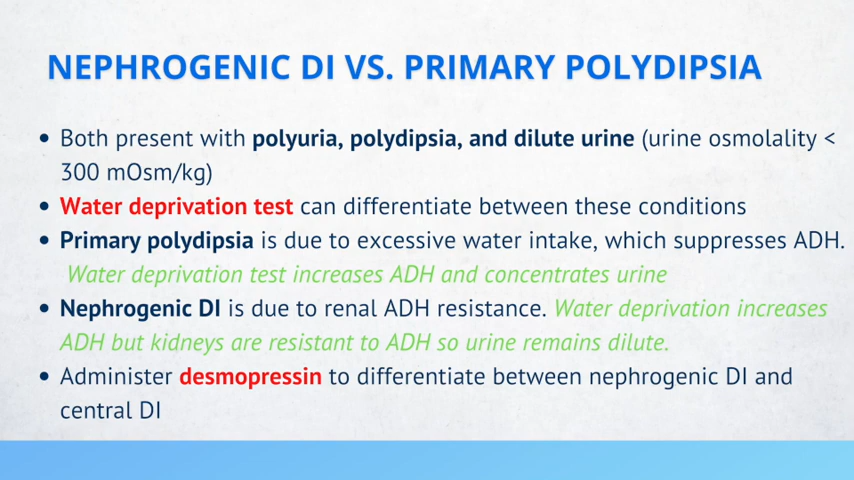 NEPHROGENIC DI VS. PRIMARY POLYDIPSIA
• Both present with polyuria, polydipsia, and dilute urine (urine osmolality <
300 mOsm/kg)
• Water deprivation test can differentiate between these conditions
• Primary polydipsia is due to excessive water intake, which suppresses ADH.
Water deprivation test increases ADH and concentrates urine
• Nephrogenic DI is due to renal ADH resistance. Water deprivation increases
ADH but kidneys are resistant to ADH so urine remains dilute.
• Administer desmopressin to differentiate between nephrogenic DI and
central DI